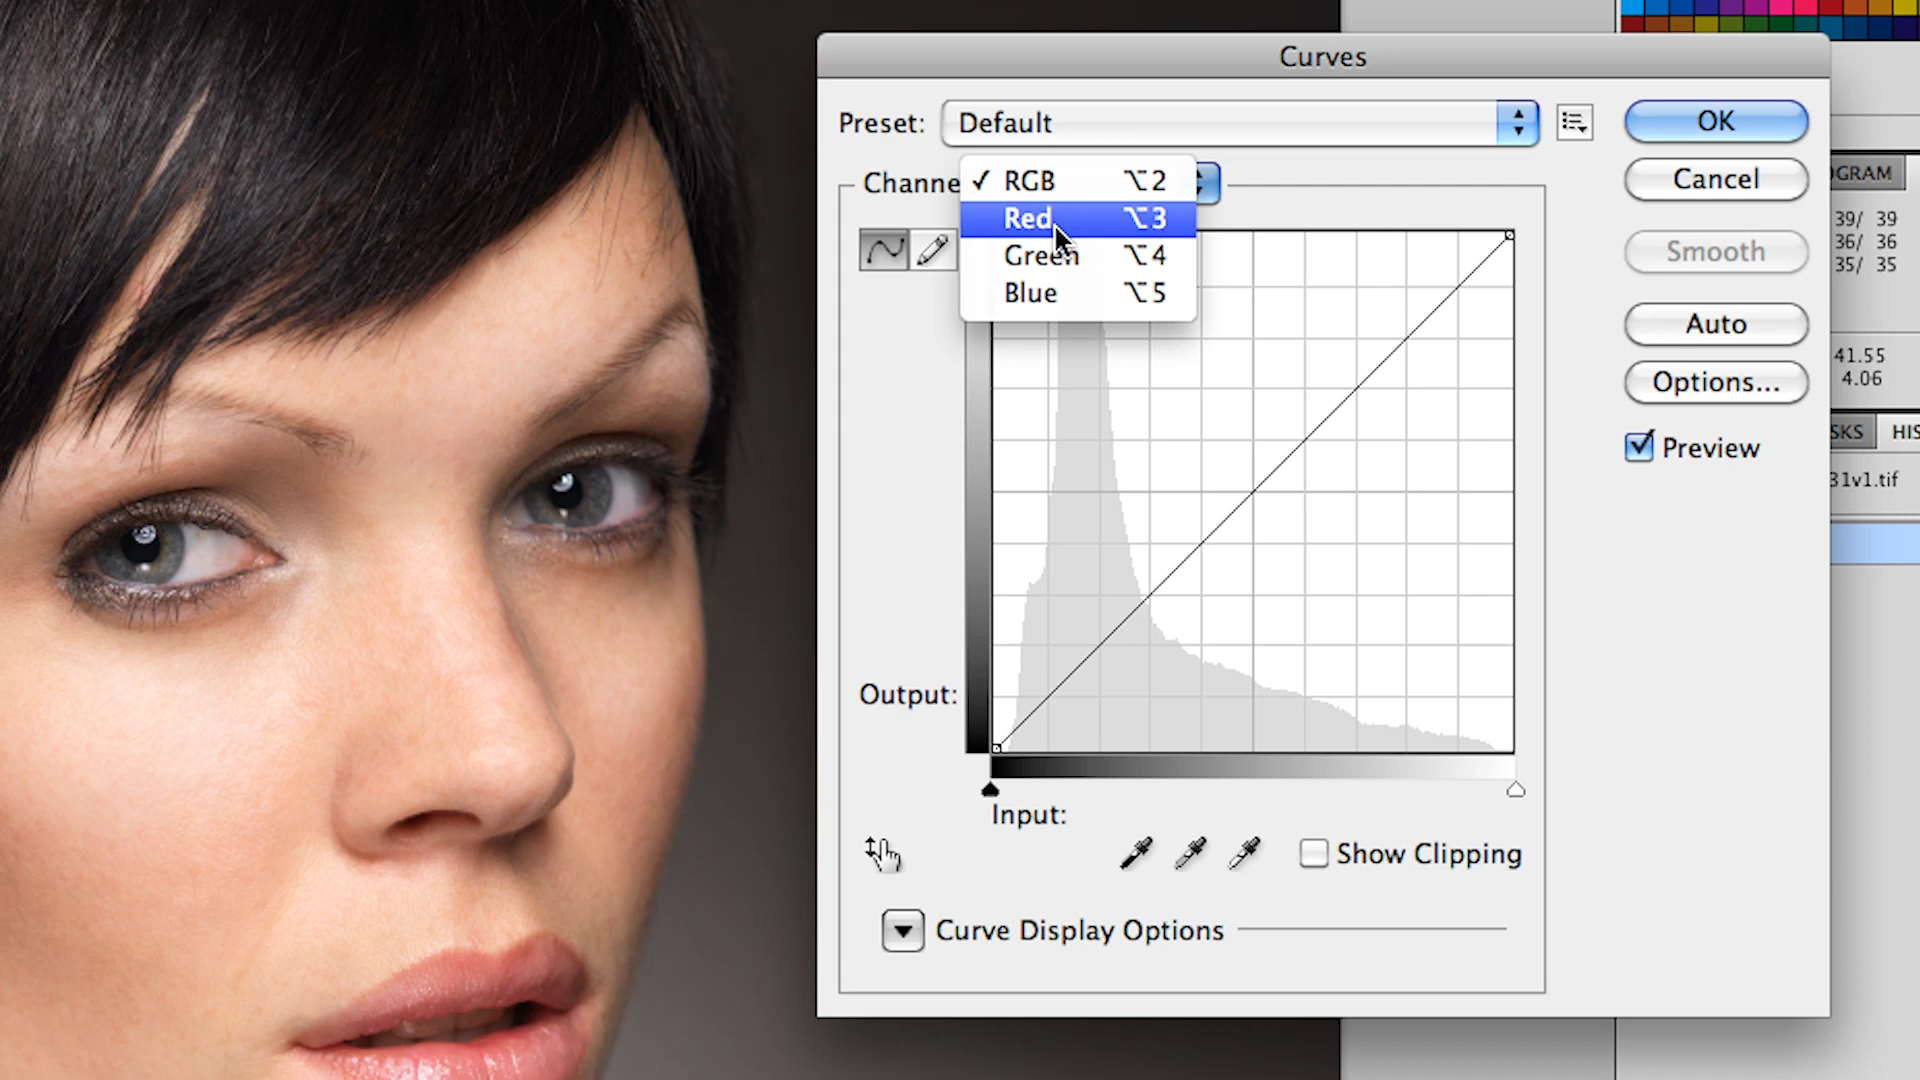 Curves
Preset: Default
OK
Channe
✓ RGB ⌥2
Red ⌥3
Green ⌥4
Blue ⌥5
Cancel
Smooth
Auto
Options...
Preview
OGRAM
39/ 39
36/ 36
35/ 35
41.55
4.06
SKS HIS
31v1.tif
Output:
Input:
Show Clipping
Curve Display Options